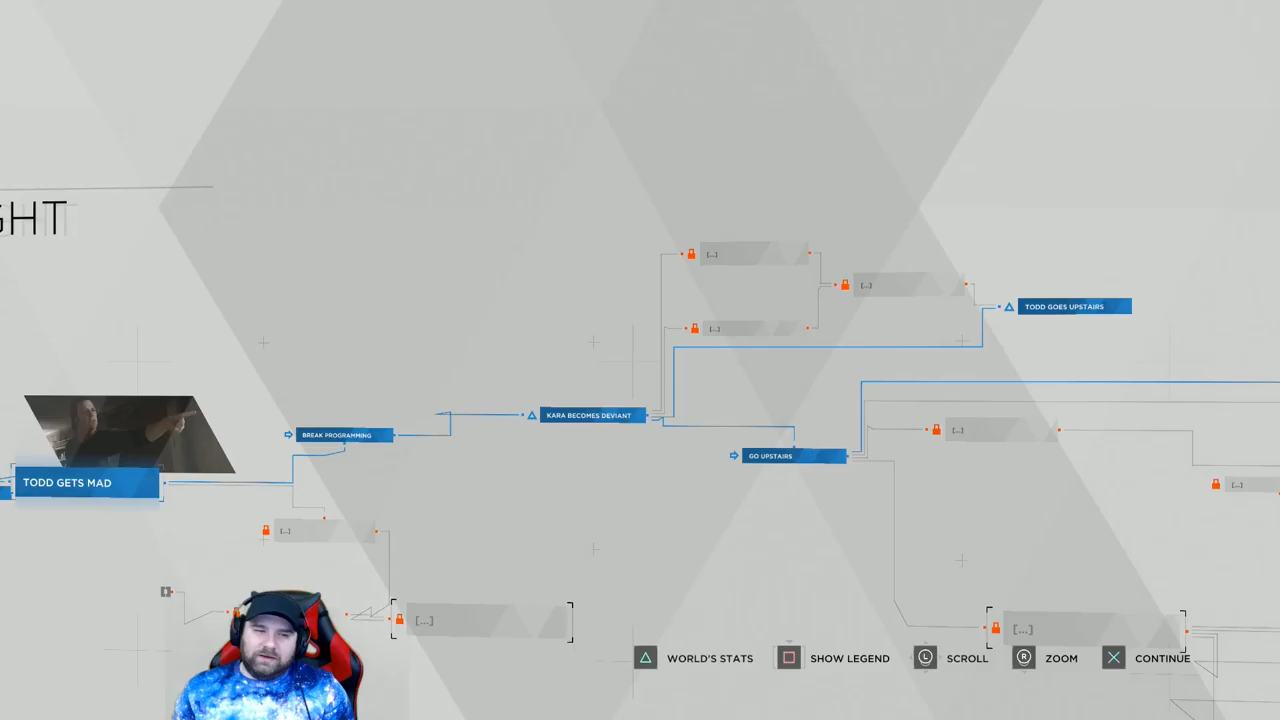 GHT
[...]
[...]
TODD GOES UPSTAIRS
[...]
KARA BECOMES DEVIANT
BREAK PROGRAMMING
[...]
GO UPSTAIRS
TODD GETS MAD
[...]
[...]
[...]
[...]
WORLD'S STATS
SHOW LEGEND
L
SCROLL
R
ZOOM
CONTINUE